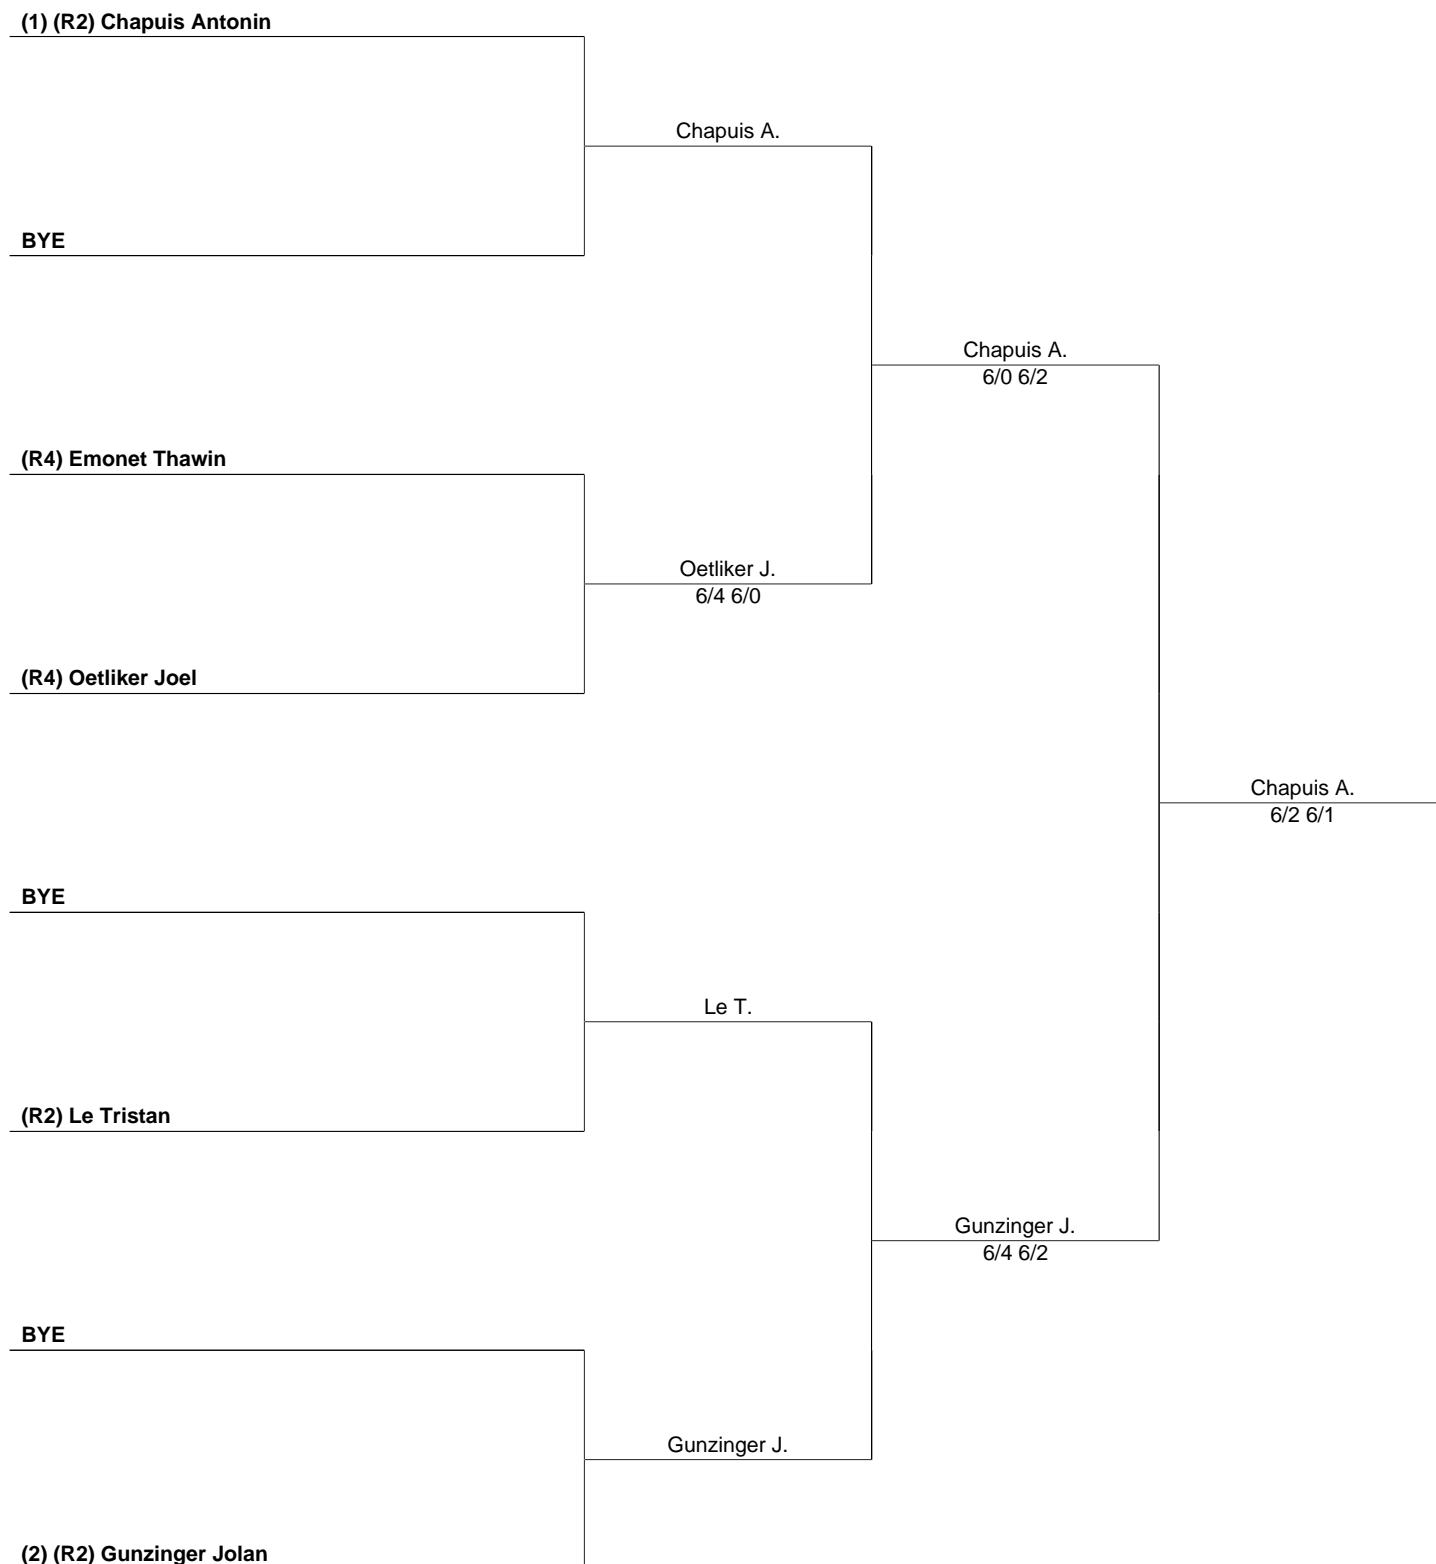 (1) (R2) Chapuis Antonin
Chapuis A.
BYE
Chapuis A.
6/0 6/2
(R4) Emonet Thawin
Oetliker J.
6/4 6/0
(R4) Oetliker Joel
Chapuis A.
6/2 6/1
BYE
Le T.
(R2) Le Tristan
Gunzinger J.
6/4 6/2
BYE
Gunzinger J.
(2) (R2) Gunzinger Jolan